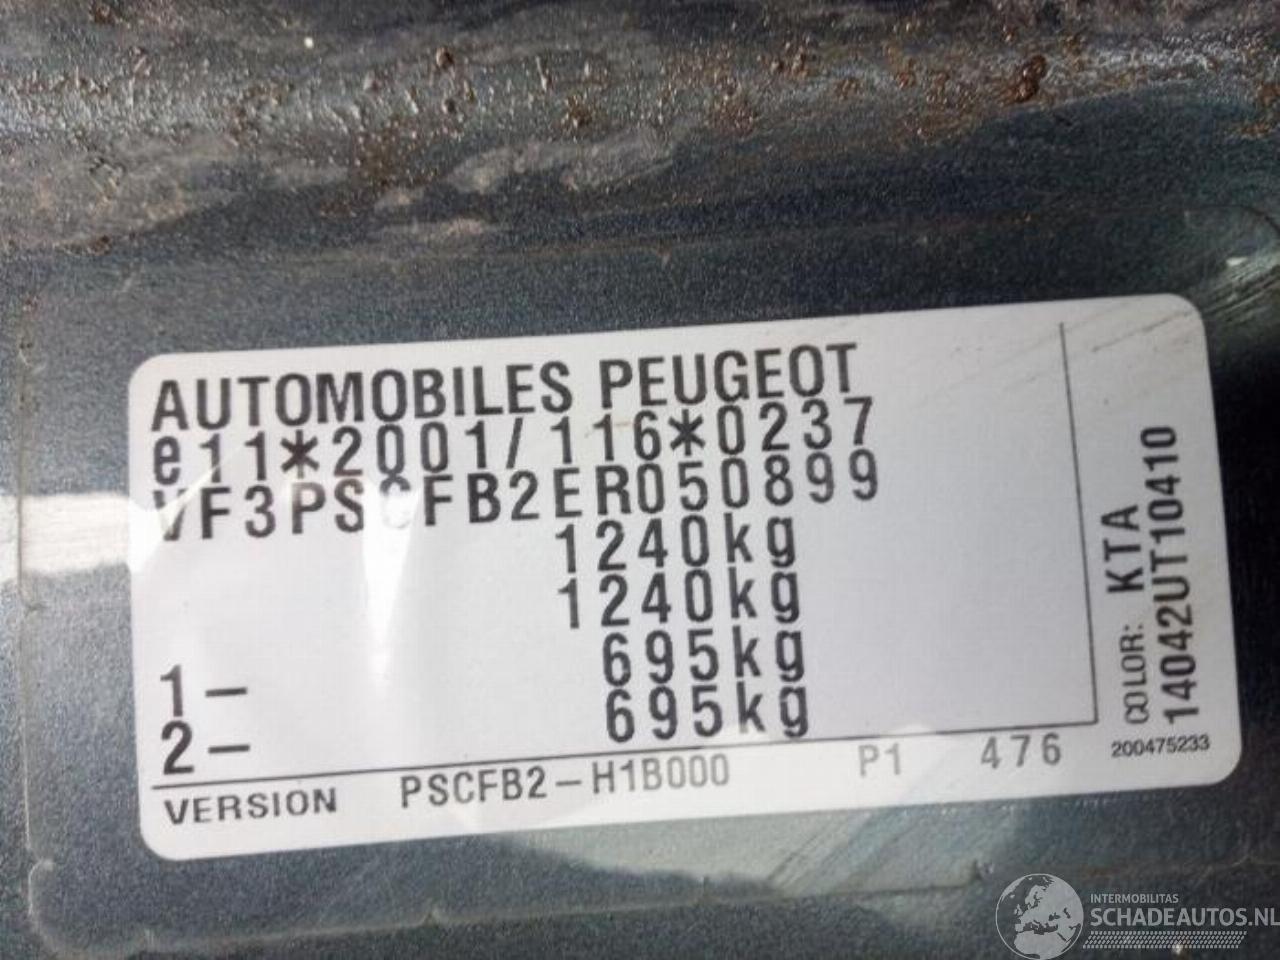 AUTOMOBILES PEUGEOT
e11*2001/116*0237
VF3PSCFB2ER050899
1240kg
1240kg
1- 695kg
2- 695kg
VERSION PSCFB2-H1B000 P1 476
COLOR: KTA
14042UT10410
200475233
INTERMOBILITAS
SCHADEAUTOS.NL